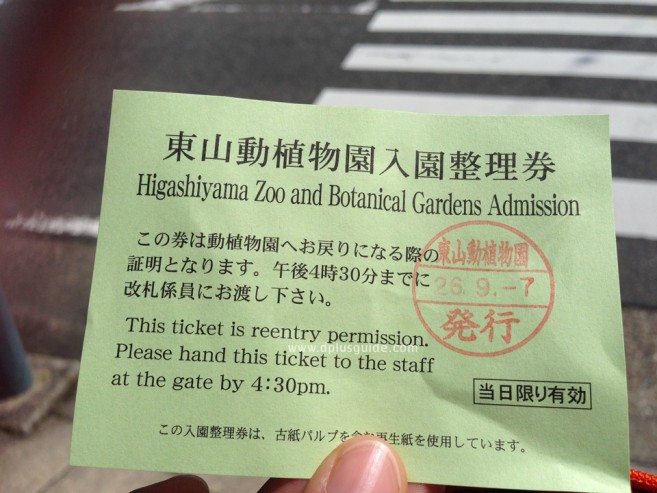 東山動植物園入園整理券
Higashiyama Zoo and Botanical Gardens Admission
この券は動植物園へお戻りになる際の
証明となります。午後4時30分までに
改札係員にお渡し下さい。
東山動植物園
26.9.-7
発行
This ticket is reentry permission.
www.dplusguide.com
Please hand this ticket to the staff
at the gate by 4:30pm.
当日限り有効
この入園整理券は、古紙パルプを含む再生紙を使用しています。